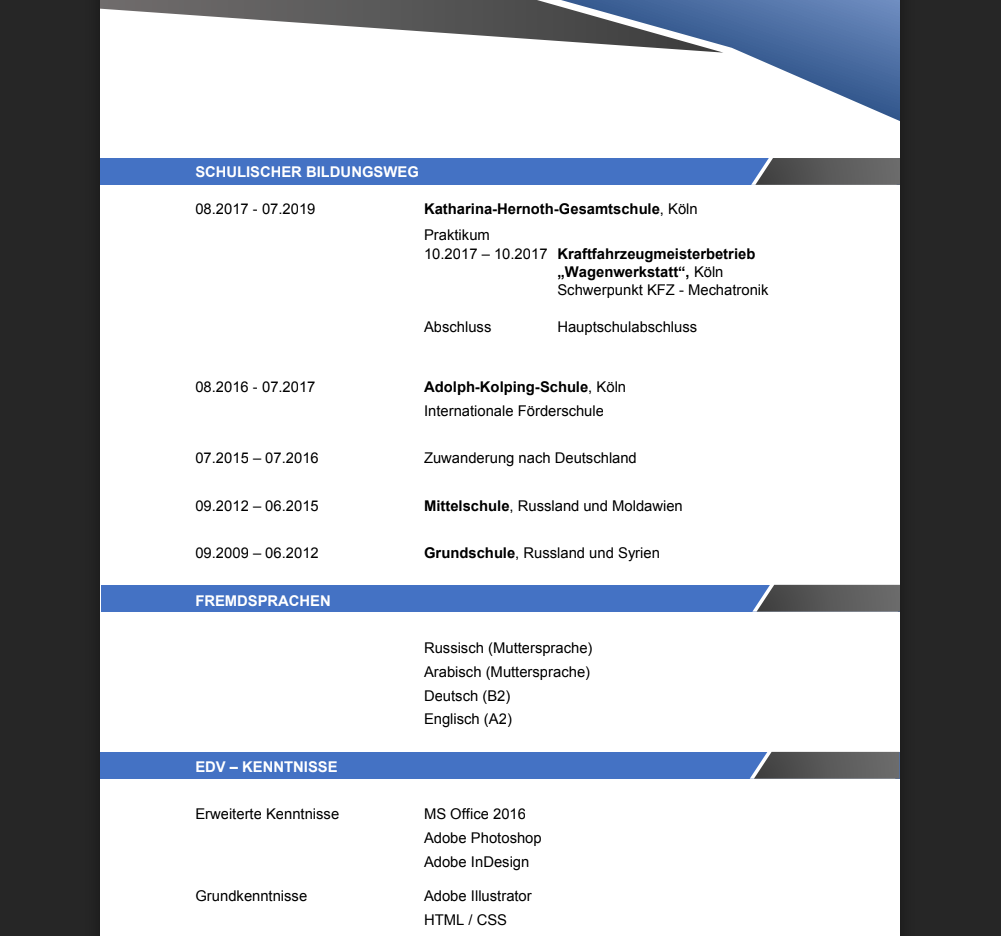 SCHULISCHER BILDUNGSWEG
08.2017 - 07.2019 Katharina-Hernoth-Gesamtschule, Köln
Praktikum
10.2017 – 10.2017 Kraftfahrzeugmeisterbetrieb
„Wagenwerkstatt“, Köln
Schwerpunkt KFZ - Mechatronik
Abschluss Hauptschulabschluss
08.2016 - 07.2017 Adolph-Kolping-Schule, Köln
Internationale Förderschule
07.2015 – 07.2016 Zuwanderung nach Deutschland
09.2012 – 06.2015 Mittelschule, Russland und Moldawien
09.2009 – 06.2012 Grundschule, Russland und Syrien
FREMDSPRACHEN
Russisch (Muttersprache)
Arabisch (Muttersprache)
Deutsch (B2)
Englisch (A2)
EDV – KENNTNISSE
Erweiterte Kenntnisse MS Office 2016
Adobe Photoshop
Adobe InDesign
Grundkenntnisse Adobe Illustrator
HTML / CSS